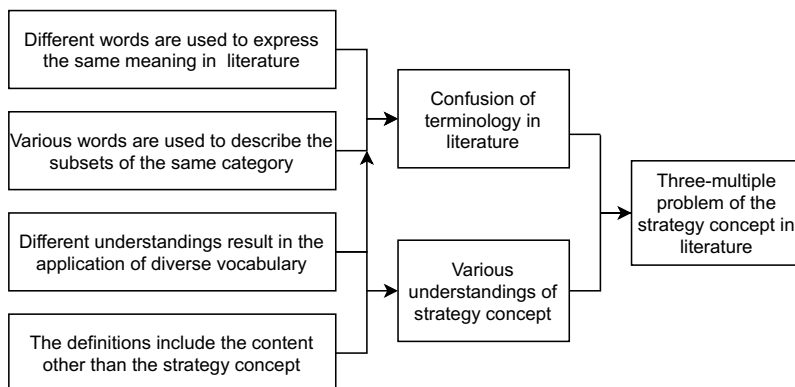 Different words are used to express
the same meaning in literature
Various words are used to describe the
subsets of the same category
Different understandings result in the
application of diverse vocabulary
The definitions include the content
other than the strategy concept
Confusion of
terminology in
literature
Various
understandings of
strategy concept
Three-multiple
problem of the
strategy concept in
literature